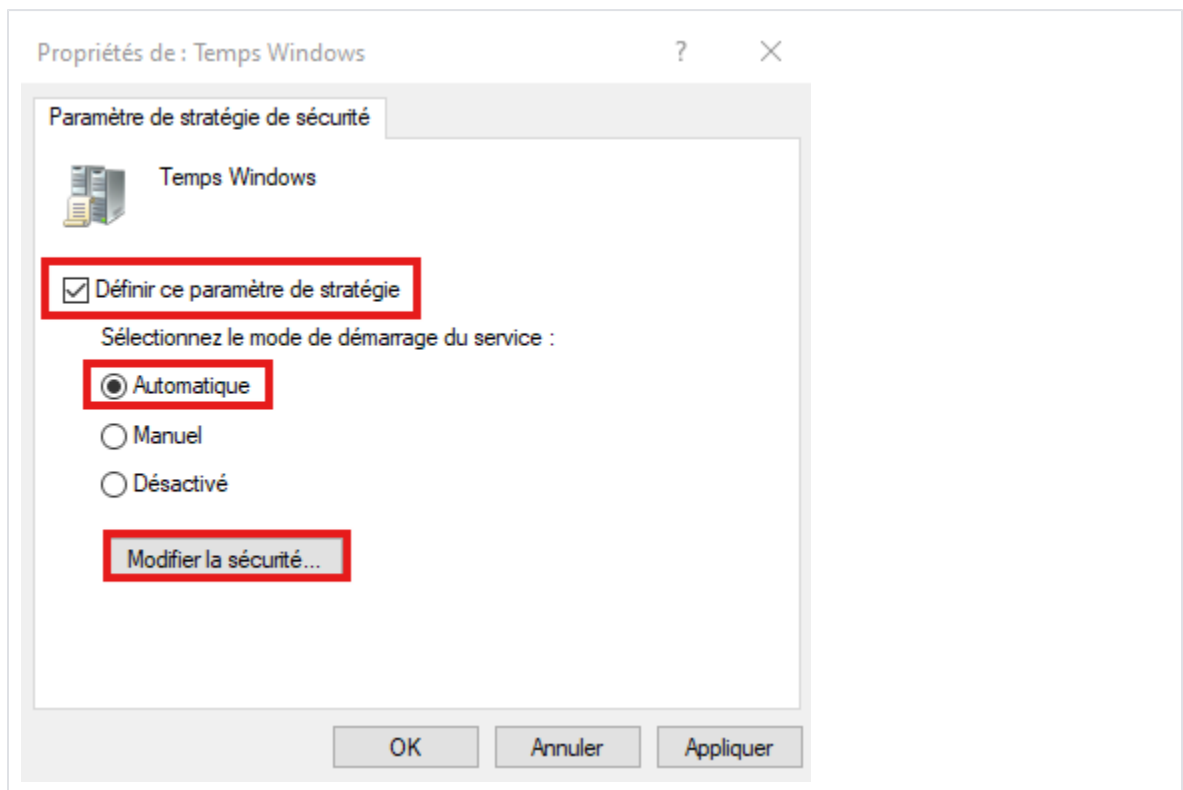 Propriétés de : Temps Windows ?
Paramètre de stratégie de sécurité
Temps Windows
Définir ce paramètre de stratégie
Sélectionnez le mode de démarrage du service :
Automatique
Manuel
Désactivé
Modifier la sécurité...
OK Annuler Appliquer